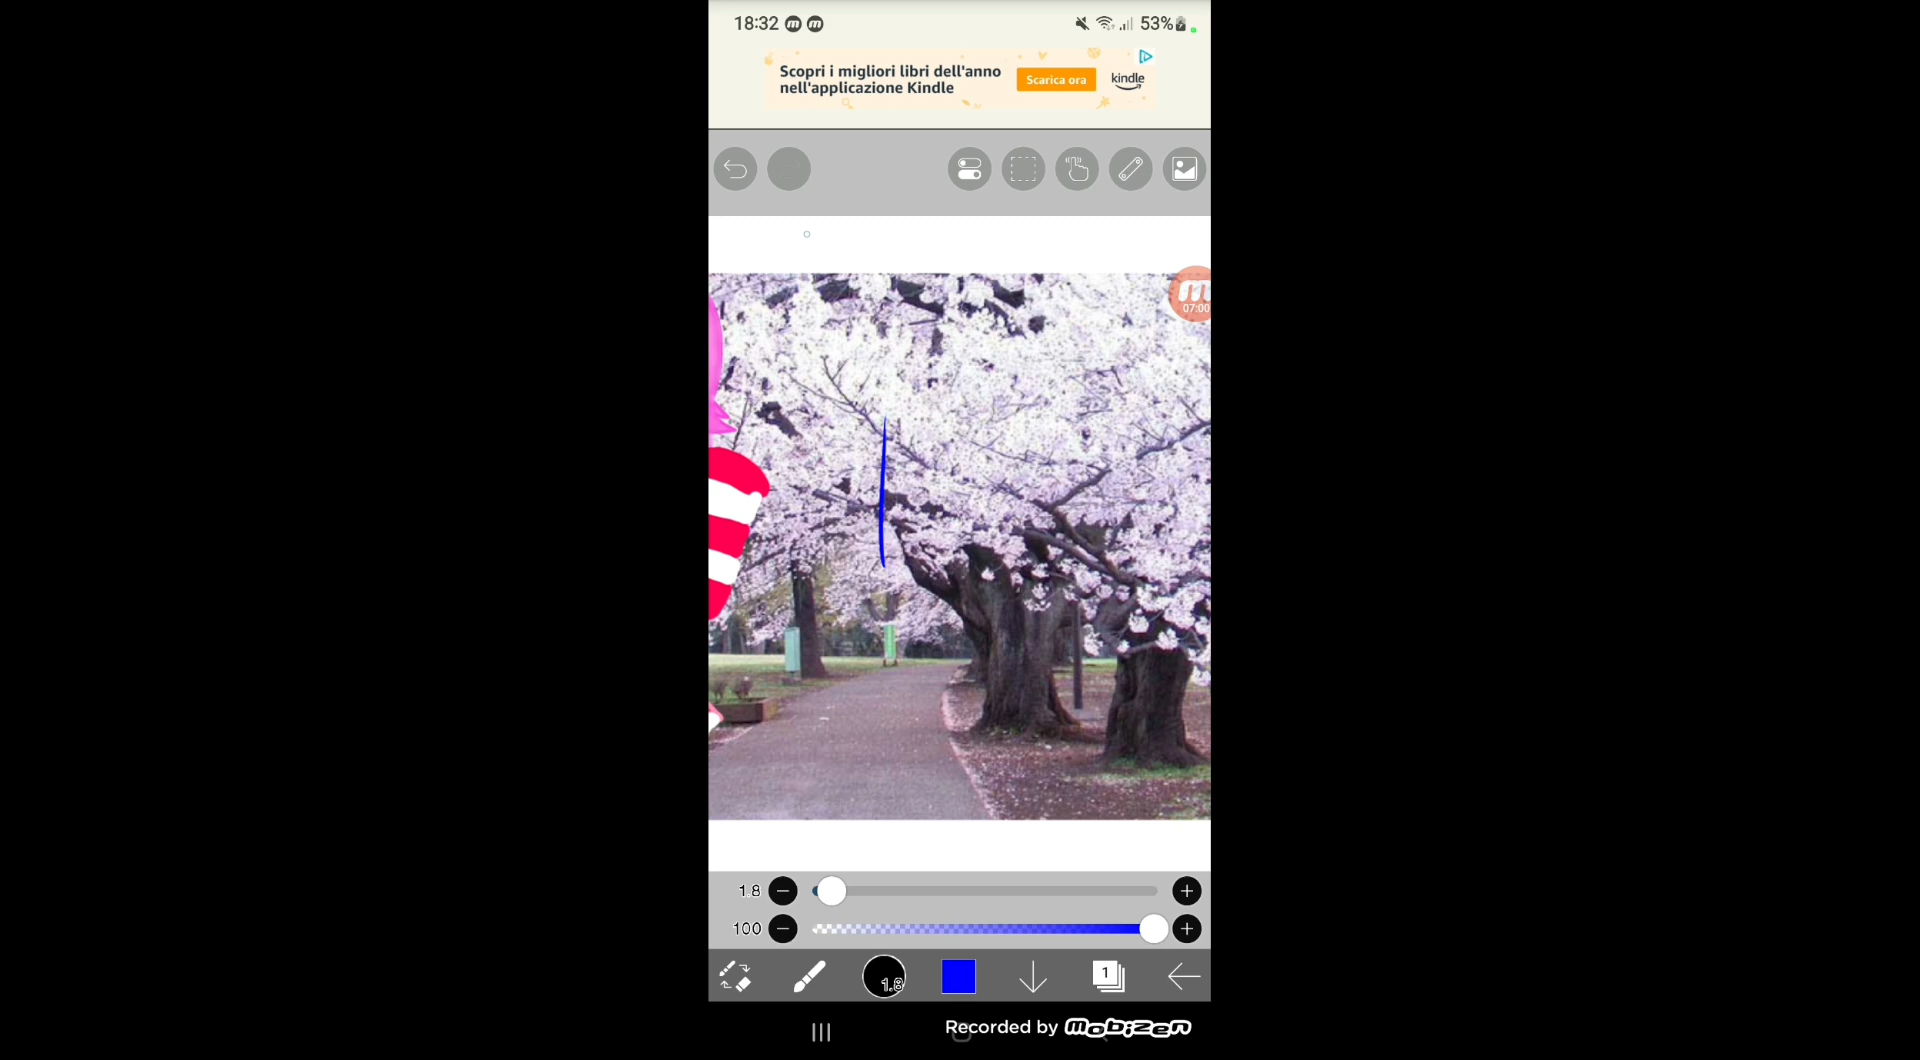 18:32
53%
Scopri i migliori libri dell'anno
nell'applicazione Kindle
Scarica ora
kindle
07:00
1.8
100
1.8
1
Recorded by Mobizen